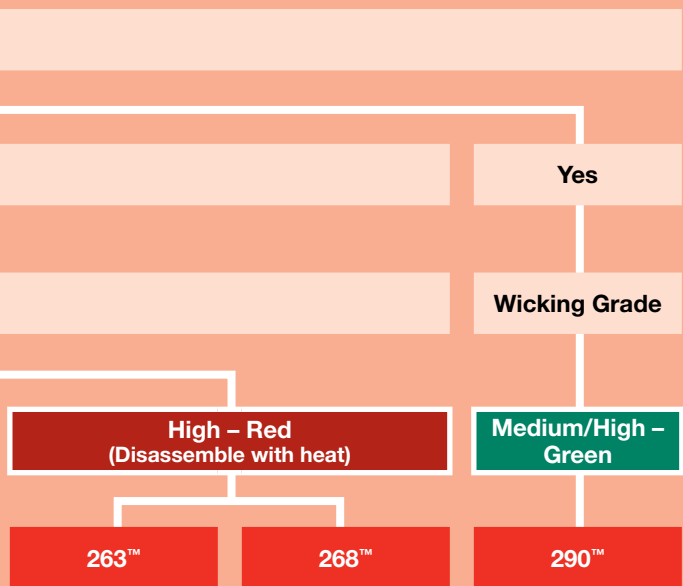 Yes
Wicking Grade
High – Red
(Disassemble with heat)
Medium/High –
Green
263™
268™
290™